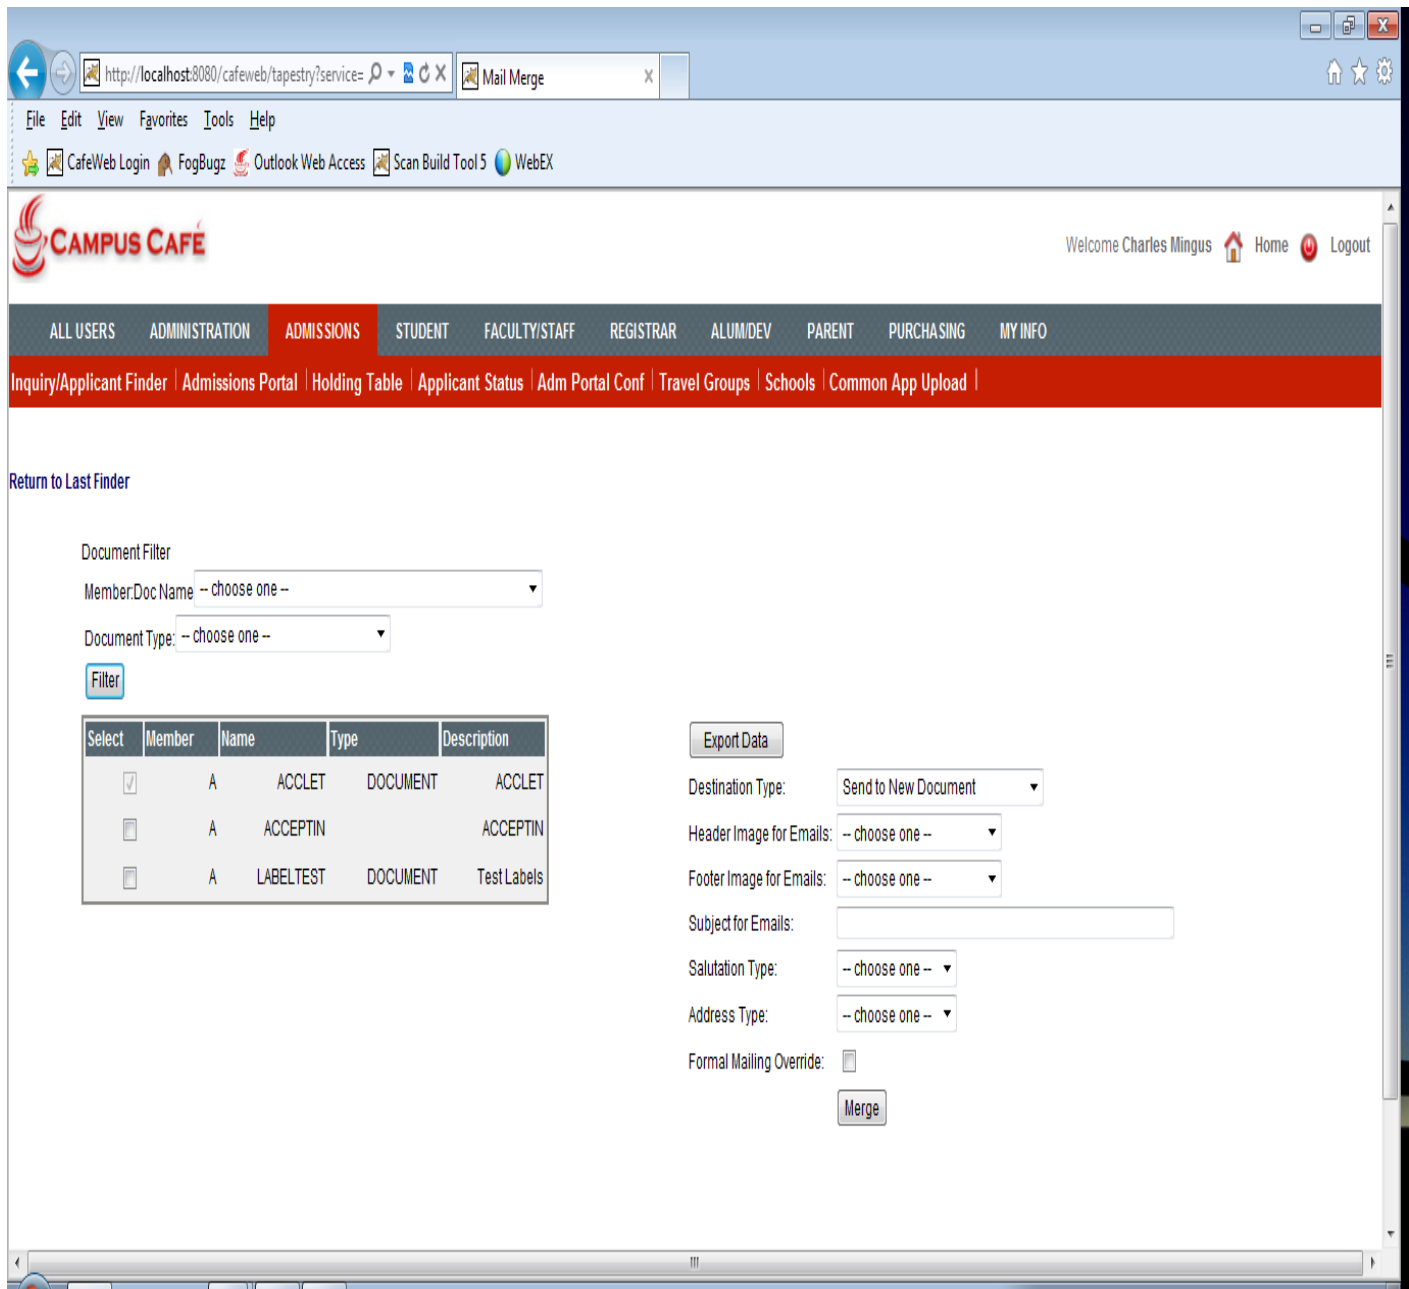 http://localhost:8080/cafeweb/tapestry?service=
Mail Merge
File Edit View Favorites Tools Help
CafeWeb Login FogBugz Outlook Web Access Scan Build Tool 5 WebEX
CAMPUS CAFÉ
Welcome Charles Mingus Home Logout
ALL USERS ADMINISTRATION ADMISSIONS STUDENT FACULTY/STAFF REGISTRAR ALUM/DEV PARENT PURCHASING MY INFO
Inquiry/Applicant Finder | Admissions Portal | Holding Table | Applicant Status | Adm Portal Conf | Travel Groups | Schools | Common App Upload |
Return to Last Finder
Document Filter
Member:Doc Name -- choose one --
Document Type: -- choose one --
Filter
Select Member Name Type Description
A ACCLET DOCUMENT ACCLET
A ACCEPTIN ACCEPTIN
A LABELTEST DOCUMENT Test Labels
Export Data
Destination Type: Send to New Document
Header Image for Emails: -- choose one --
Footer Image for Emails: -- choose one --
Subject for Emails:
Salutation Type: -- choose one --
Address Type: -- choose one --
Formal Mailing Override:
Merge